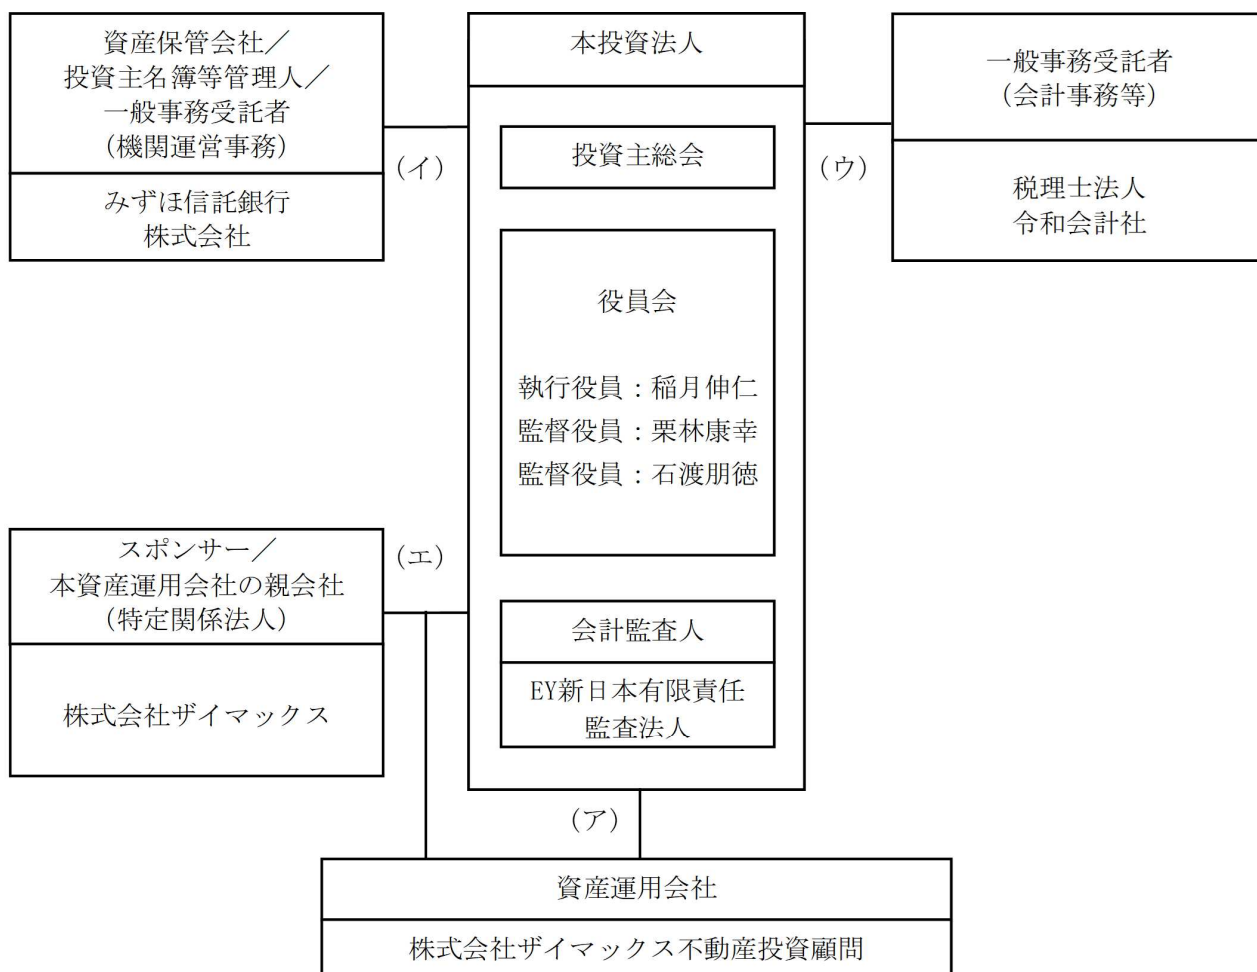 資産保管会社／
投資主名簿等管理人／
一般事務受託者
（機関運営事務）
みずほ信託銀行
株式会社
（イ）
本投資法人
投資主総会
役員会
執行役員：稲月伸仁
監督役員：栗林康幸
監督役員：石渡朋徳
会計監査人
EY新日本有限責任
監査法人
（ウ）
一般事務受託者
（会計事務等）
税理士法人
令和会計社
（エ）
スポンサー／
本資産運用会社の親会社
（特定関係法人）
株式会社ザイマックス
（ア）
資産運用会社
株式会社ザイマックス不動産投資顧問